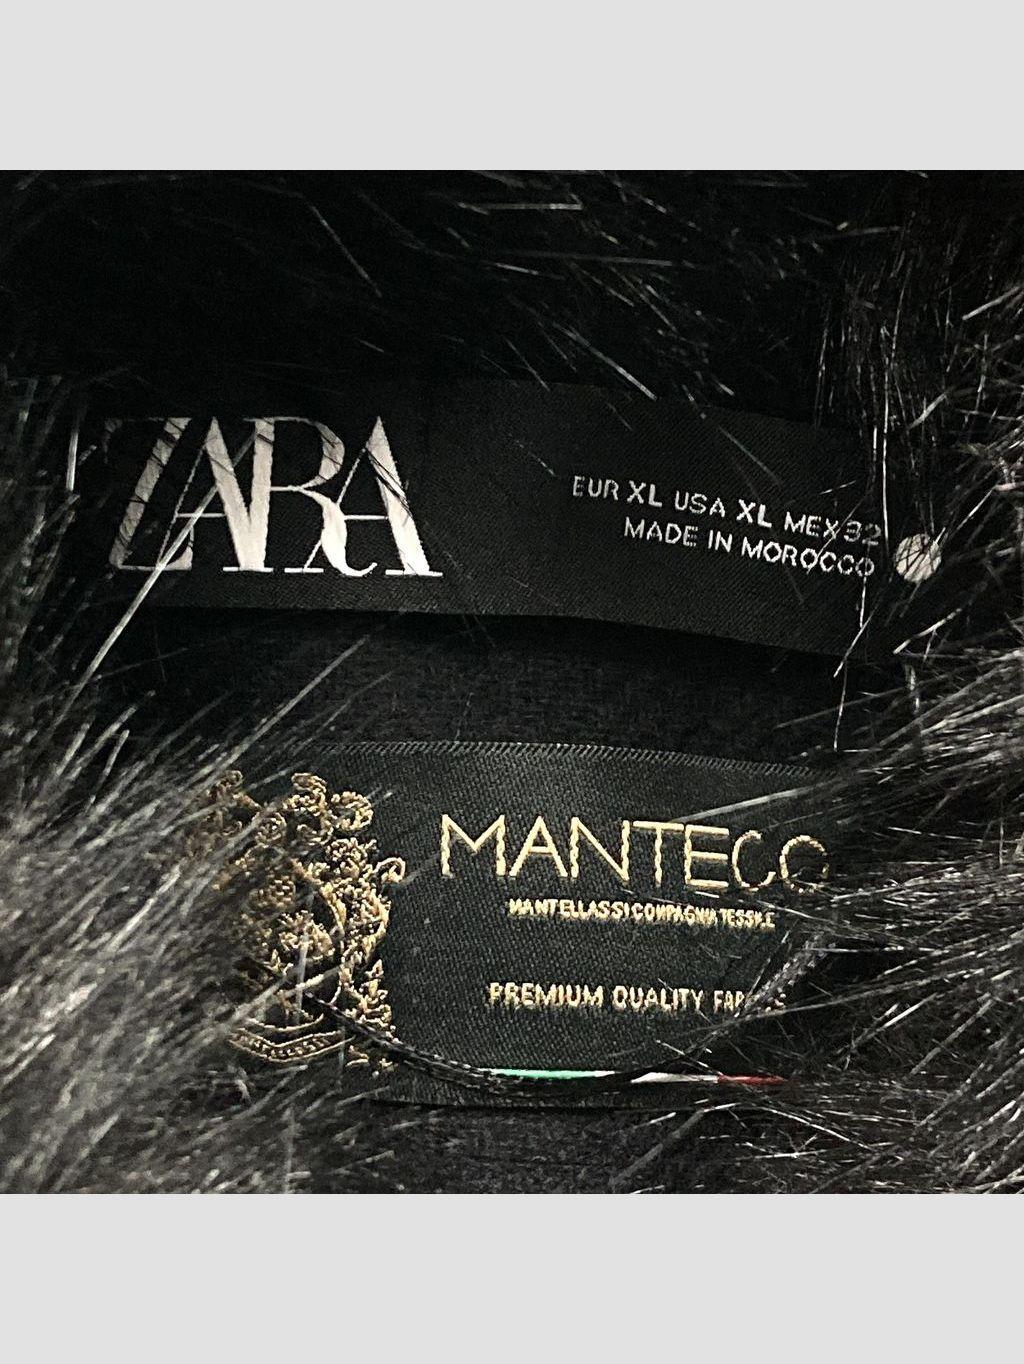 ZARA
EUR XL USA XL MEX 32
MADE IN MOROCCO
MANTECO
MANTELLASSI COMPAGNIA TESSILE
PREMIUM QUALITY